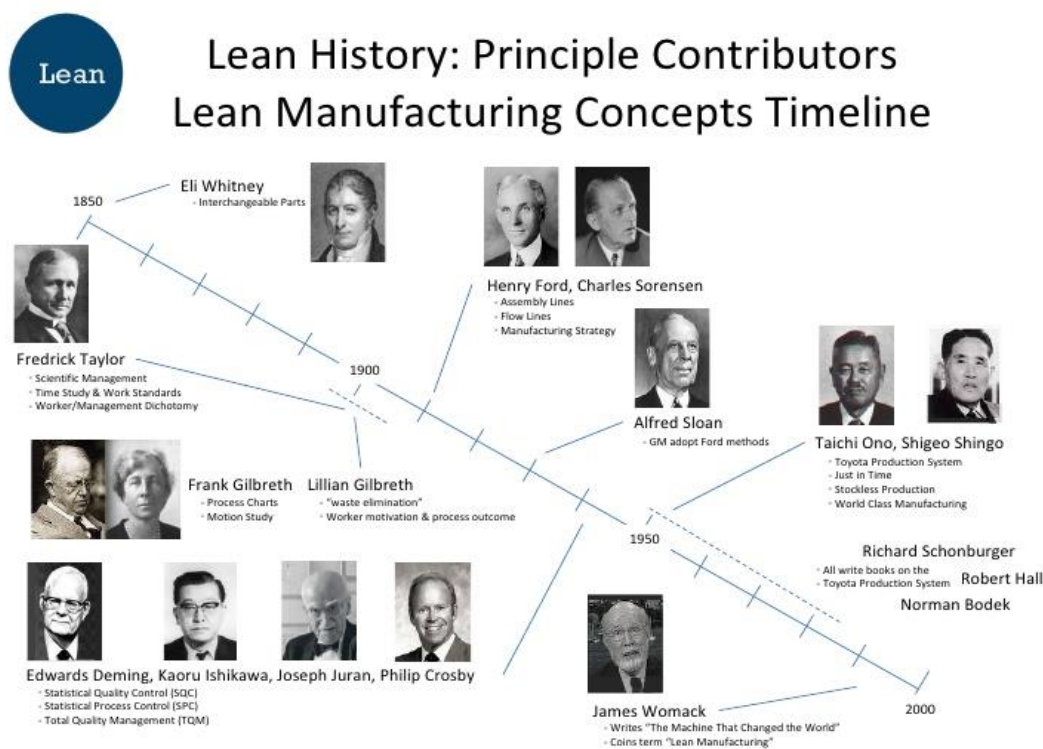 Lean
Lean History: Principle Contributors
Lean Manufacturing Concepts Timeline
1850
Eli Whitney
- Interchangeable Parts
Henry Ford, Charles Sorensen
- Assembly Lines
- Flow Lines
- Manufacturing Strategy
Fredrick Taylor
- Scientific Management
- Time Study & Work Standards
- Worker/Management Dichotomy
1900
Alfred Sloan
- GM adopt Ford methods
Taichi Ono, Shigeo Shingo
- Toyota Production System
- Just in Time
- Stockless Production
- World Class Manufacturing
Frank Gilbreth
- Process Charts
- Motion Study
Lillian Gilbreth
- “waste elimination”
- Worker motivation & process outcome
1950
Richard Schonburger
- All write books on the
- Toyota Production System
Robert Hall
Norman Bodek
Edwards Deming, Kaoru Ishikawa, Joseph Juran, Philip Crosby
- Statistical Quality Control (SQC)
- Statistical Process Control (SPC)
- Total Quality Management (TQM)
James Womack
- Writes “The Machine That Changed the World”
- Coins term “Lean Manufacturing”
2000